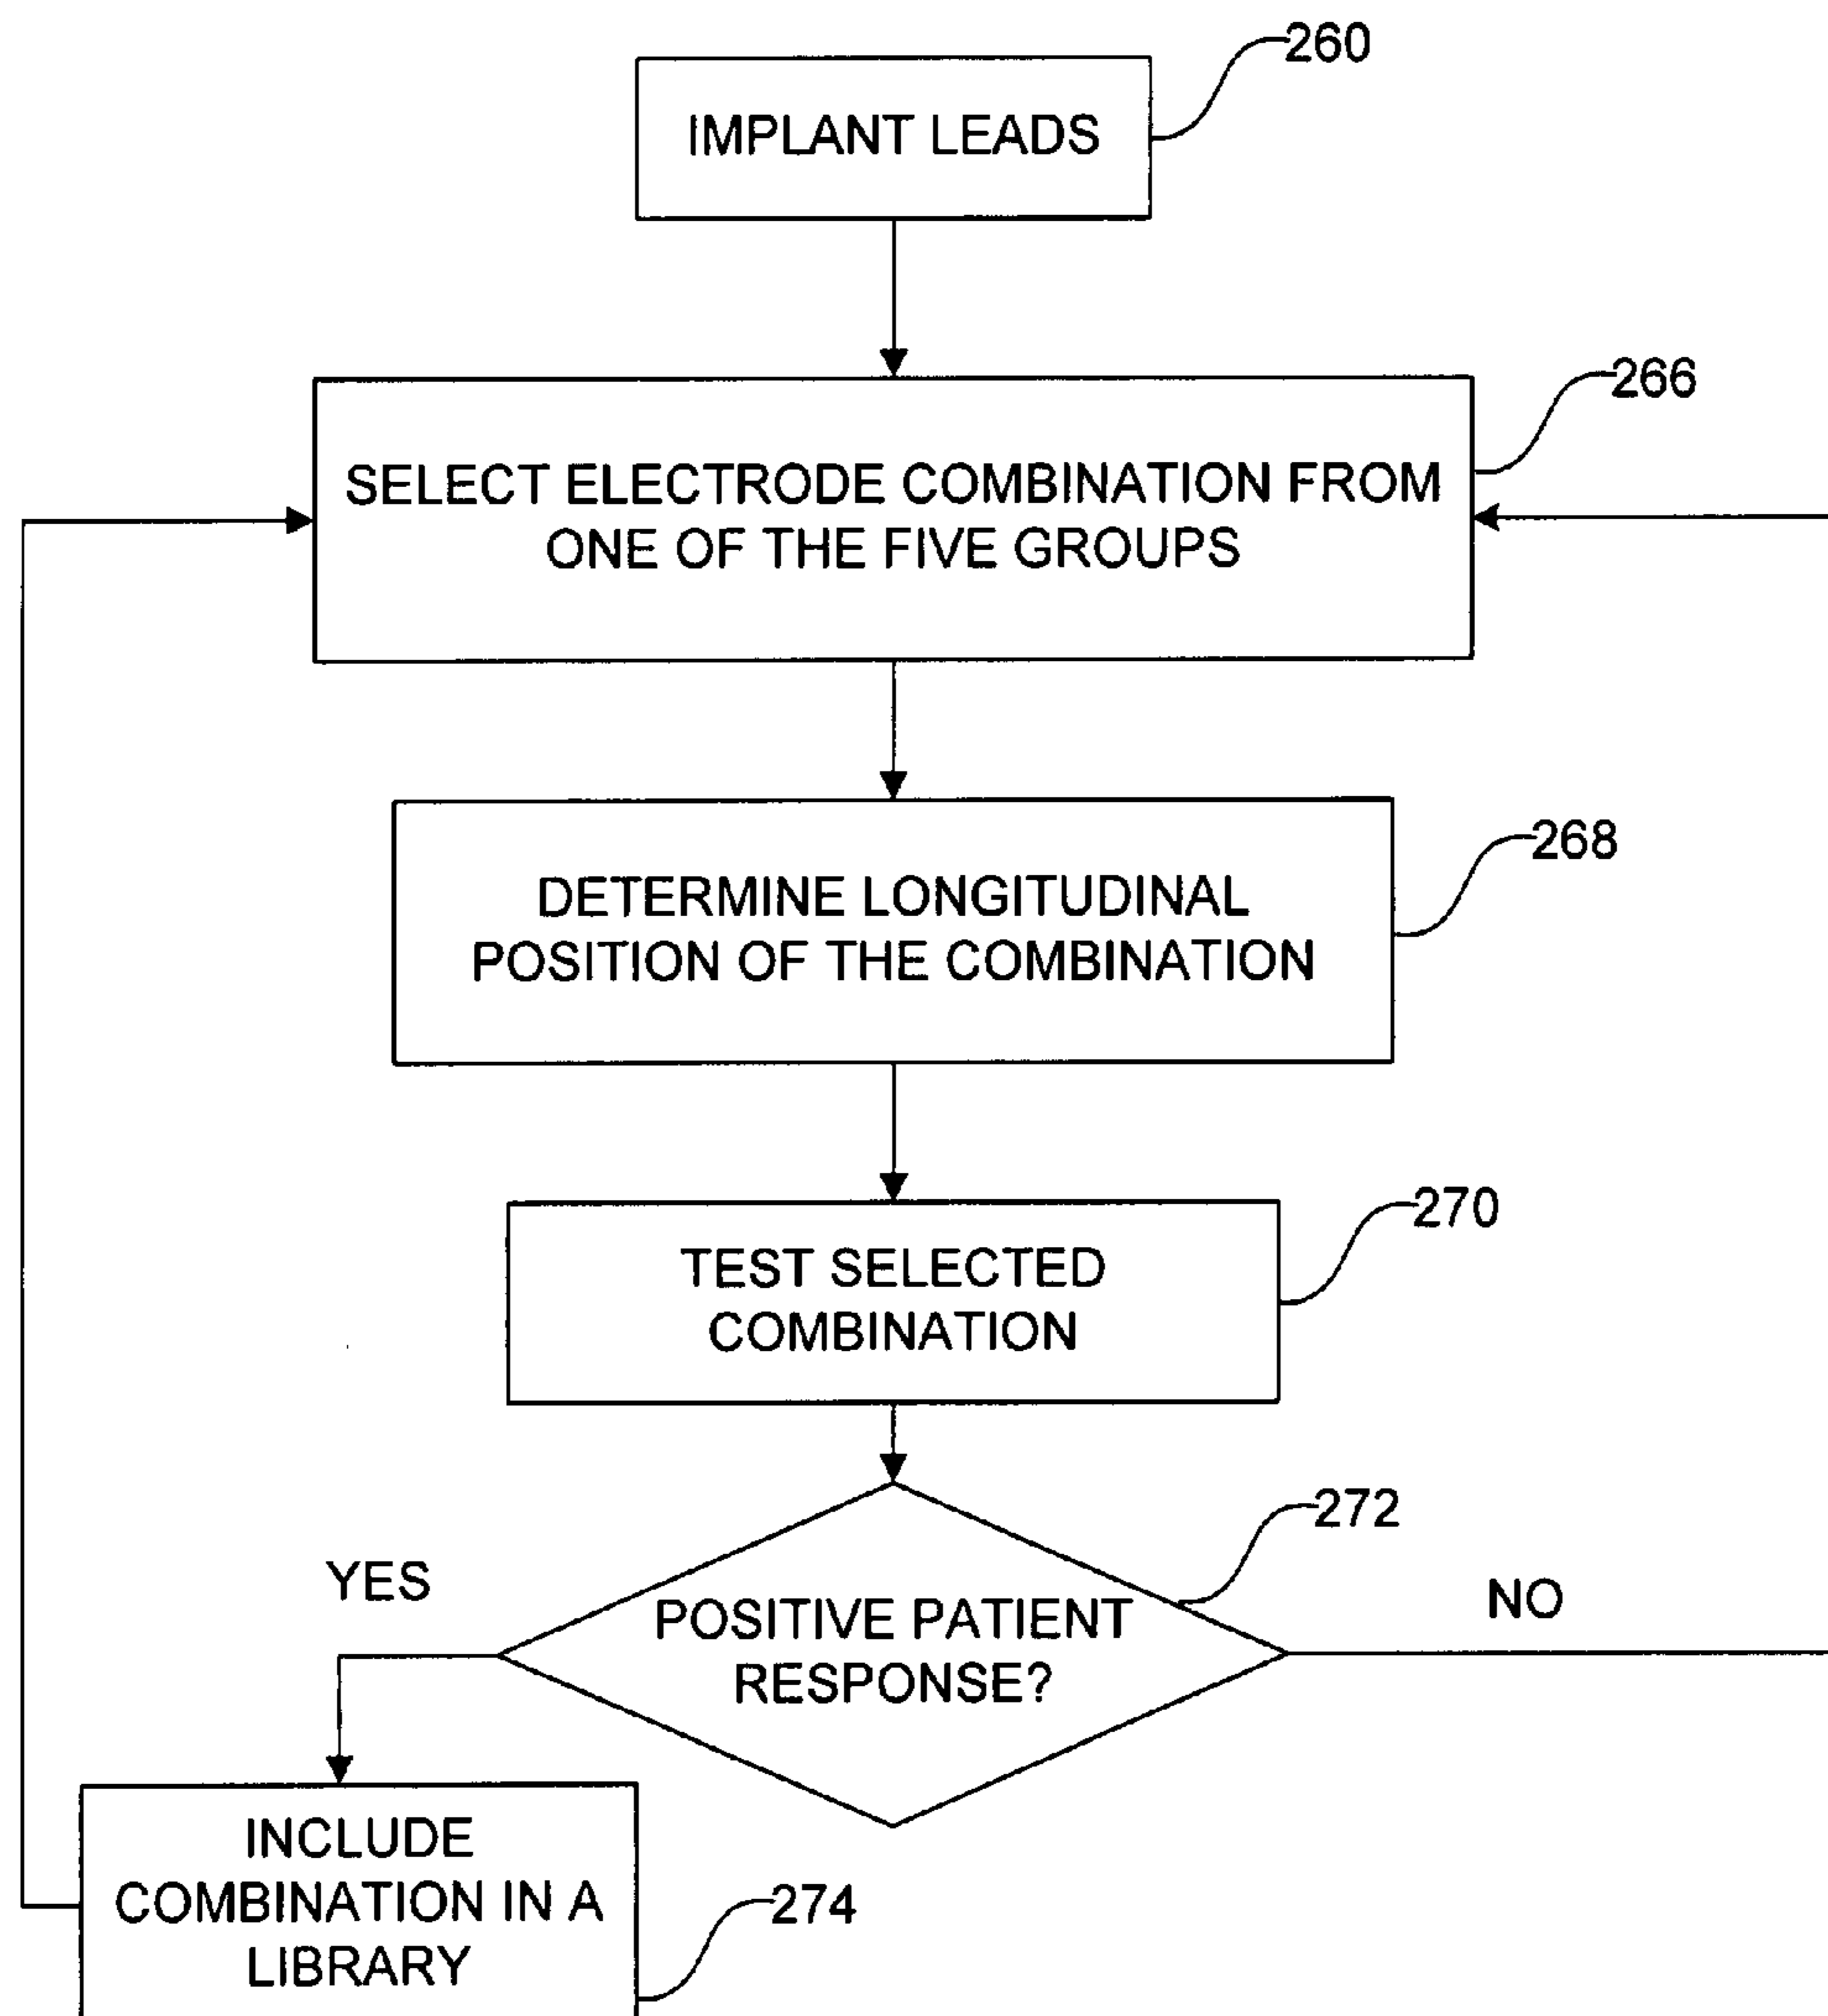 260
IMPLANT LEADS
266
SELECT ELECTRODE COMBINATION FROM
ONE OF THE FIVE GROUPS
268
DETERMINE LONGITUDINAL
POSITION OF THE COMBINATION
270
TEST SELECTED
COMBINATION
272
YES
NO
POSITIVE PATIENT
RESPONSE?
INCLUDE
COMBINATION IN A
LIBRARY
274